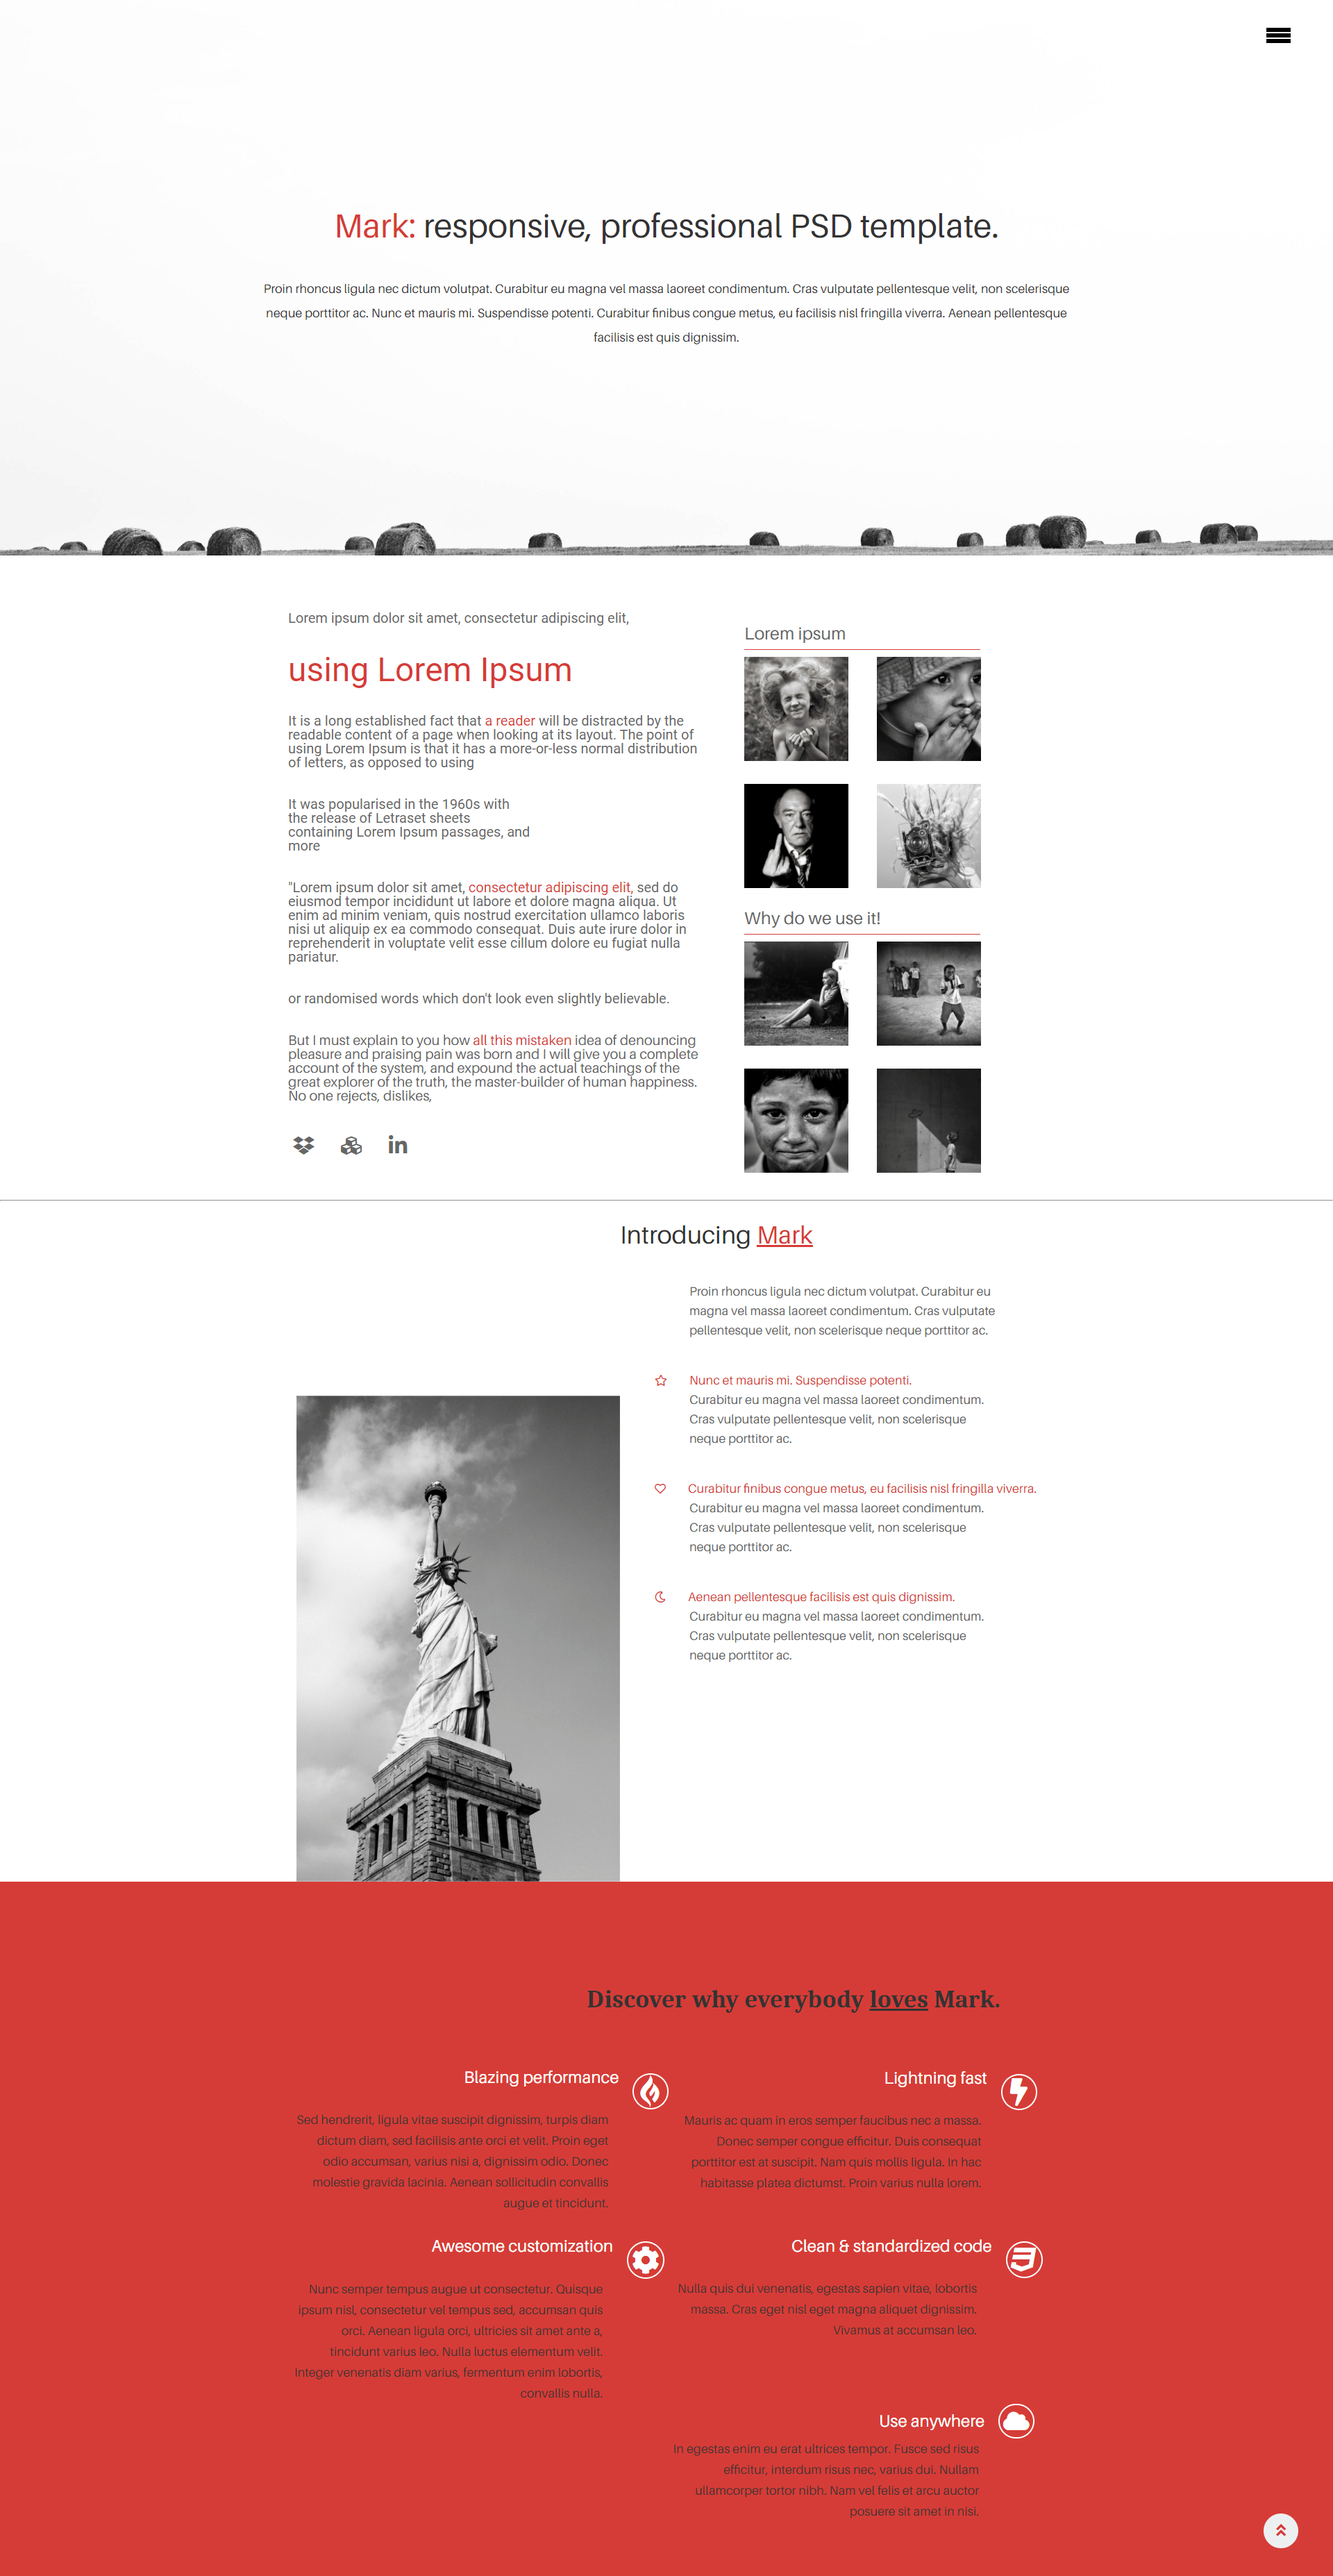 Mark: responsive, professional PSD template.
Proin rhoncus ligula nec dictum volutpat. Curabitur eu magna vel massa laoreet condimentum. Cras vulputate pellentesque velit, non scelerisque
neque porttitor ac. Nunc et mauris mi. Suspendisse potenti. Curabitur finibus congue metus, eu facilisis nisl fringilla viverra. Aenean pellentesque
facilisis est quis dignissim.
Lorem ipsum dolor sit amet, consectetur adipiscing elit,
using Lorem Ipsum
It is a long established fact that a reader will be distracted by the
readable content of a page when looking at its layout. The point of
using Lorem Ipsum is that it has a more-or-less normal distribution
of letters, as opposed to using
It was popularised in the 1960s with
the release of Letraset sheets
containing Lorem Ipsum passages, and
more
"Lorem ipsum dolor sit amet, consectetur adipiscing elit, sed do
eiusmod tempor incididunt ut labore et dolore magna aliqua. Ut
enim ad minim veniam, quis nostrud exercitation ullamco laboris
nisi ut aliquip ex ea commodo consequat. Duis aute irure dolor in
reprehenderit in voluptate velit esse cillum dolore eu fugiat nulla
pariatur.
or randomised words which don't look even slightly believable.
But I must explain to you how all this mistaken idea of denouncing
pleasure and praising pain was born and I will give you a complete
account of the system, and expound the actual teachings of the
great explorer of the truth, the master-builder of human happiness.
No one rejects, dislikes,
in
Lorem ipsum
Why do we use it!
Introducing Mark
Proin rhoncus ligula nec dictum volutpat. Curabitur eu
magna vel massa laoreet condimentum. Cras vulputate
pellentesque velit, non scelerisque neque porttitor ac.
Nunc et mauris mi. Suspendisse potenti.
Curabitur eu magna vel massa laoreet condimentum.
Cras vulputate pellentesque velit, non scelerisque
neque porttitor ac.
Curabitur finibus congue metus, eu facilisis nisl fringilla viverra.
Curabitur eu magna vel massa laoreet condimentum.
Cras vulputate pellentesque velit, non scelerisque
neque porttitor ac.
Aenean pellentesque facilisis est quis dignissim.
Curabitur eu magna vel massa laoreet condimentum.
Cras vulputate pellentesque velit, non scelerisque
neque porttitor ac.
Discover why everybody loves Mark.
Blazing performance
Sed hendrerit, ligula vitae suscipit dignissim, turpis diam
dictum diam, sed facilisis ante orci et velit. Proin eget
odio accumsan, varius nisi a, dignissim odio. Donec
molestie gravida lacinia. Aenean sollicitudin convallis
augue et tincidunt.
Lightning fast
Mauris ac quam in eros semper faucibus nec a massa.
Donec semper congue efficitur. Duis consequat
porttitor est at suscipit. Nam quis mollis ligula. In hac
habitasse platea dictumst. Proin varius nulla lorem.
Awesome customization
Nunc semper tempus augue ut consectetur. Quisque
ipsum nisl, consectetur vel tempus sed, accumsan quis
orci. Aenean ligula orci, ultricies sit amet ante a,
tincidunt varius leo. Nulla luctus elementum velit.
Integer venenatis diam varius, fermentum enim lobortis,
convallis nulla.
Clean & standardized code
Nulla quis dui venenatis, egestas sapien vitae, lobortis
massa. Cras eget nisl eget magna aliquet dignissim.
Vivamus at accumsan leo.
Use anywhere
In egestas enim eu erat ultrices tempor. Fusce sed risus
efficitur, interdum risus nec, varius dui. Nullam
ullamcorper tortor nibh. Nam vel felis et arcu auctor
posuere sit amet in nisi.